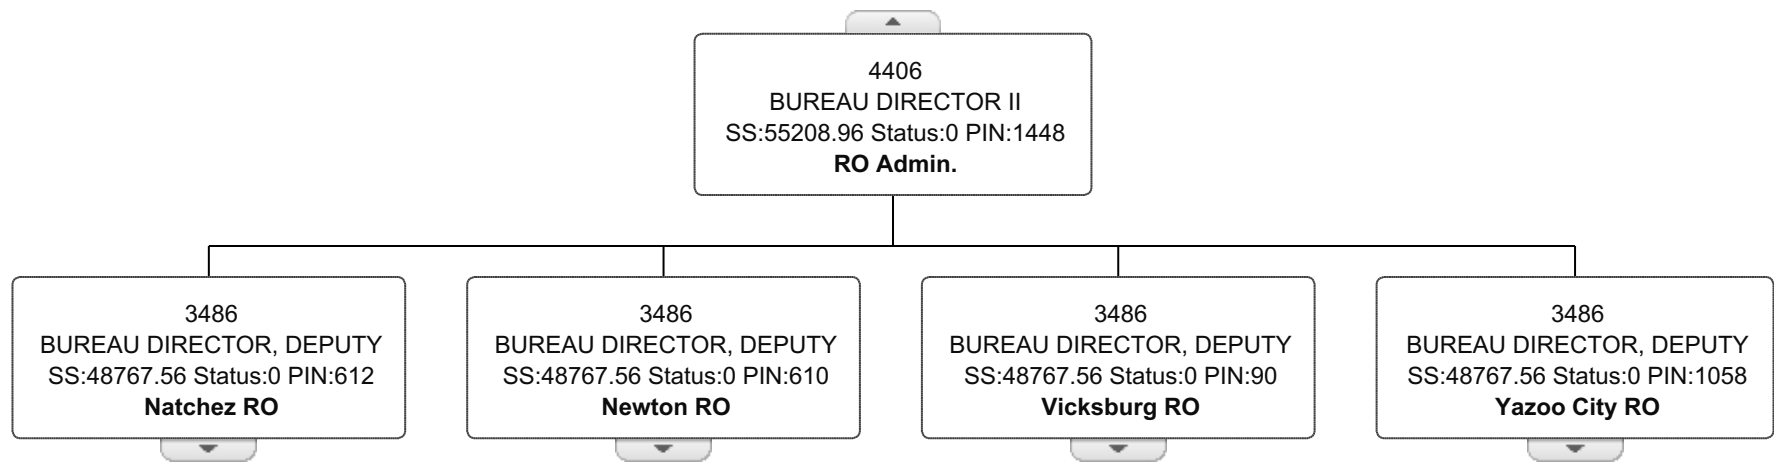 4406
BUREAU DIRECTOR II
SS:55208.96 Status:0 PIN:1448
RO Admin.
3486
BUREAU DIRECTOR, DEPUTY
SS:48767.56 Status:0 PIN:612
Natchez RO
3486
BUREAU DIRECTOR, DEPUTY
SS:48767.56 Status:0 PIN:610
Newton RO
3486
BUREAU DIRECTOR, DEPUTY
SS:48767.56 Status:0 PIN:90
Vicksburg RO
3486
BUREAU DIRECTOR, DEPUTY
SS:48767.56 Status:0 PIN:1058
Yazoo City RO